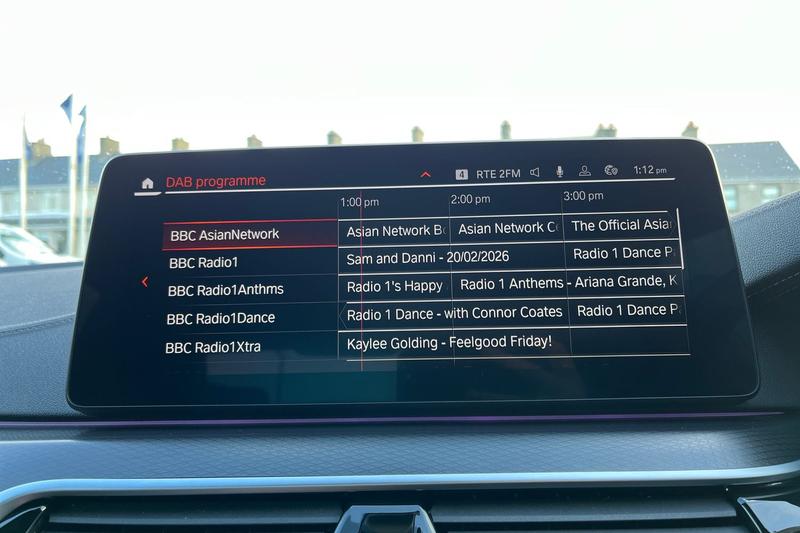 DAB programme 4 RTE 2FM 1:12 pm
1:00 pm 2:00 pm 3:00 pm
BBC AsianNetwork Asian Network B Asian Network C The Official Asia
BBC Radio1 Sam and Danni - 20/02/2026 Radio 1 Dance P
BBC Radio1Anthms Radio 1's Happy Radio 1 Anthems - Ariana Grande, K
BBC Radio1Dance Radio 1 Dance - with Connor Coates Radio 1 Dance P
BBC Radio1Xtra Kaylee Golding - Feelgood Friday!